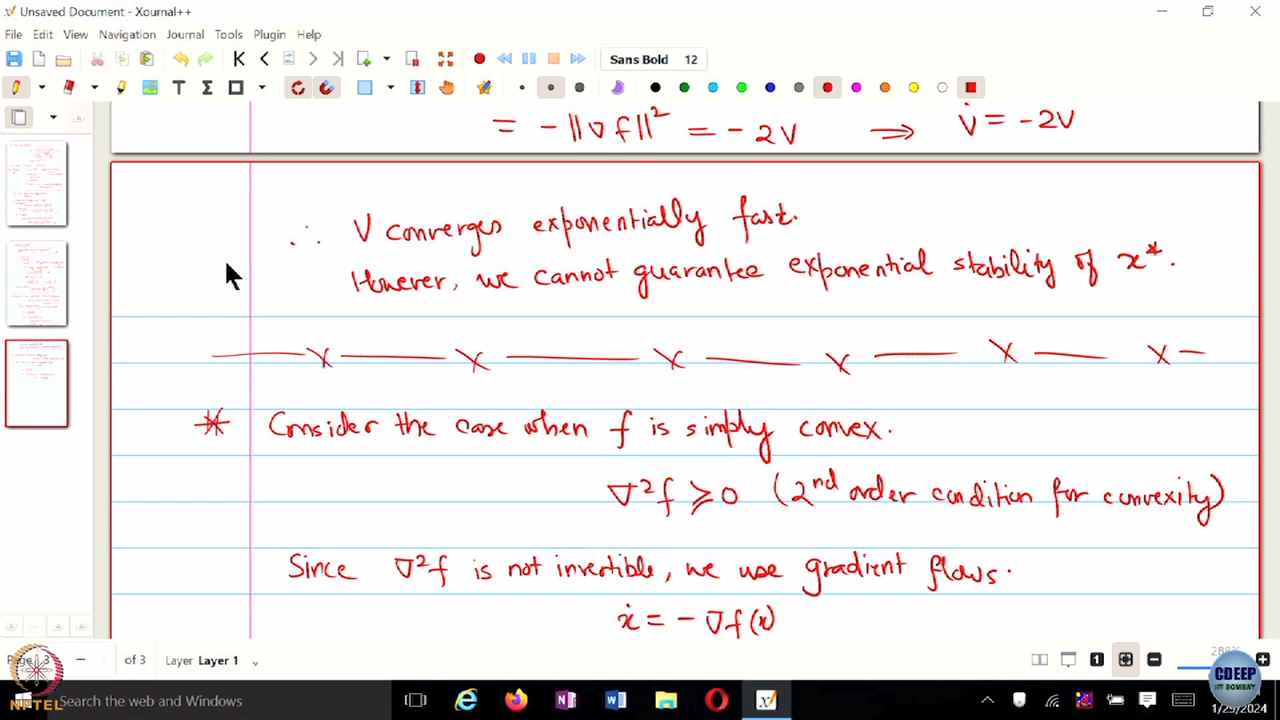 Unsaved Document - Xournal++
File Edit View Navigation Journal Tools Plugin Help
Sans Bold 12
= - ||∇f||² = - 2V ⟹ V̇ = -2V
∴ V converges exponentially fast.
However, we cannot guarantee exponential stability of x*.
* Consider the case when f is simply convex.
∇²f ⩾ 0 (2nd order condition for convexity)
Since ∇²f is not invertible, we use gradient flows.
ẋ = - ∇f(x)
of 3 Layer Layer 1
NPTEL
Search the web and Windows
CDEEP
IIT BOMBAY
1/29/2024